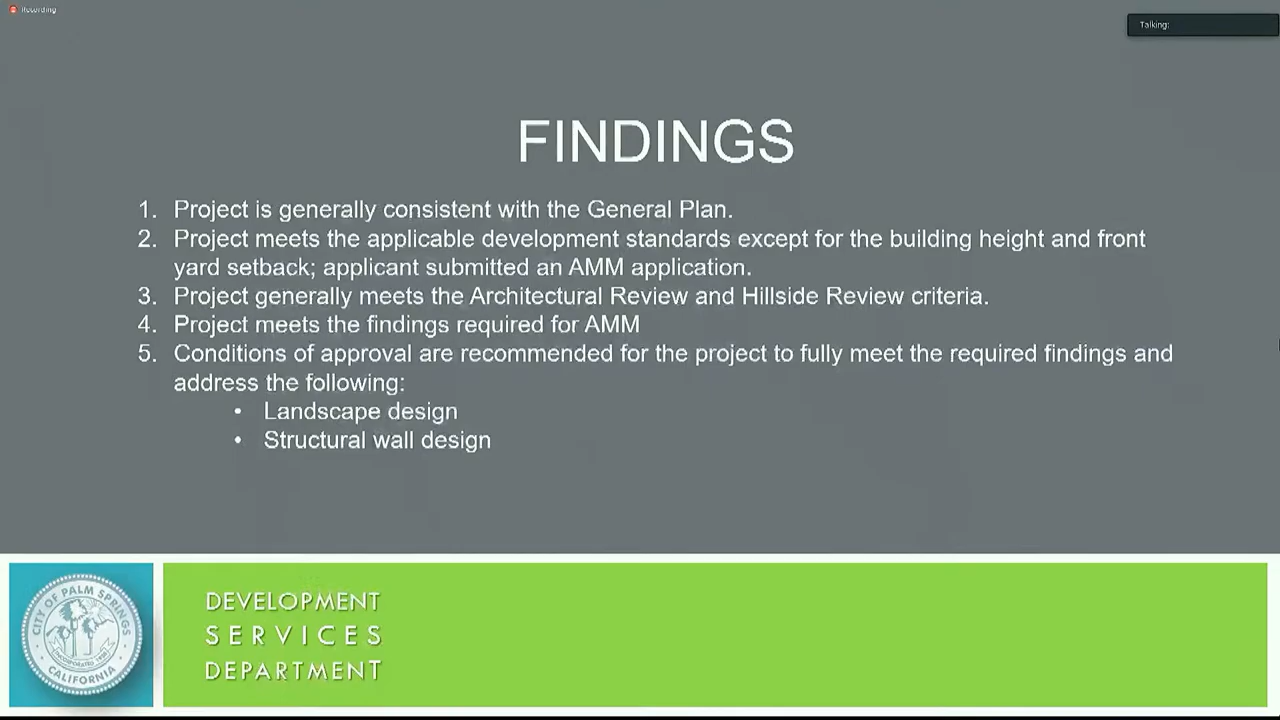 Recording
Talking:
FINDINGS
1. Project is generally consistent with the General Plan.
2. Project meets the applicable development standards except for the building height and front
yard setback; applicant submitted an AMM application.
3. Project generally meets the Architectural Review and Hillside Review criteria.
4. Project meets the findings required for AMM
5. Conditions of approval are recommended for the project to fully meet the required findings and
address the following:
• Landscape design
• Structural wall design
CITY OF PALM SPRINGS
CALIFORNIA
DEVELOPMENT
SERVICES
DEPARTMENT